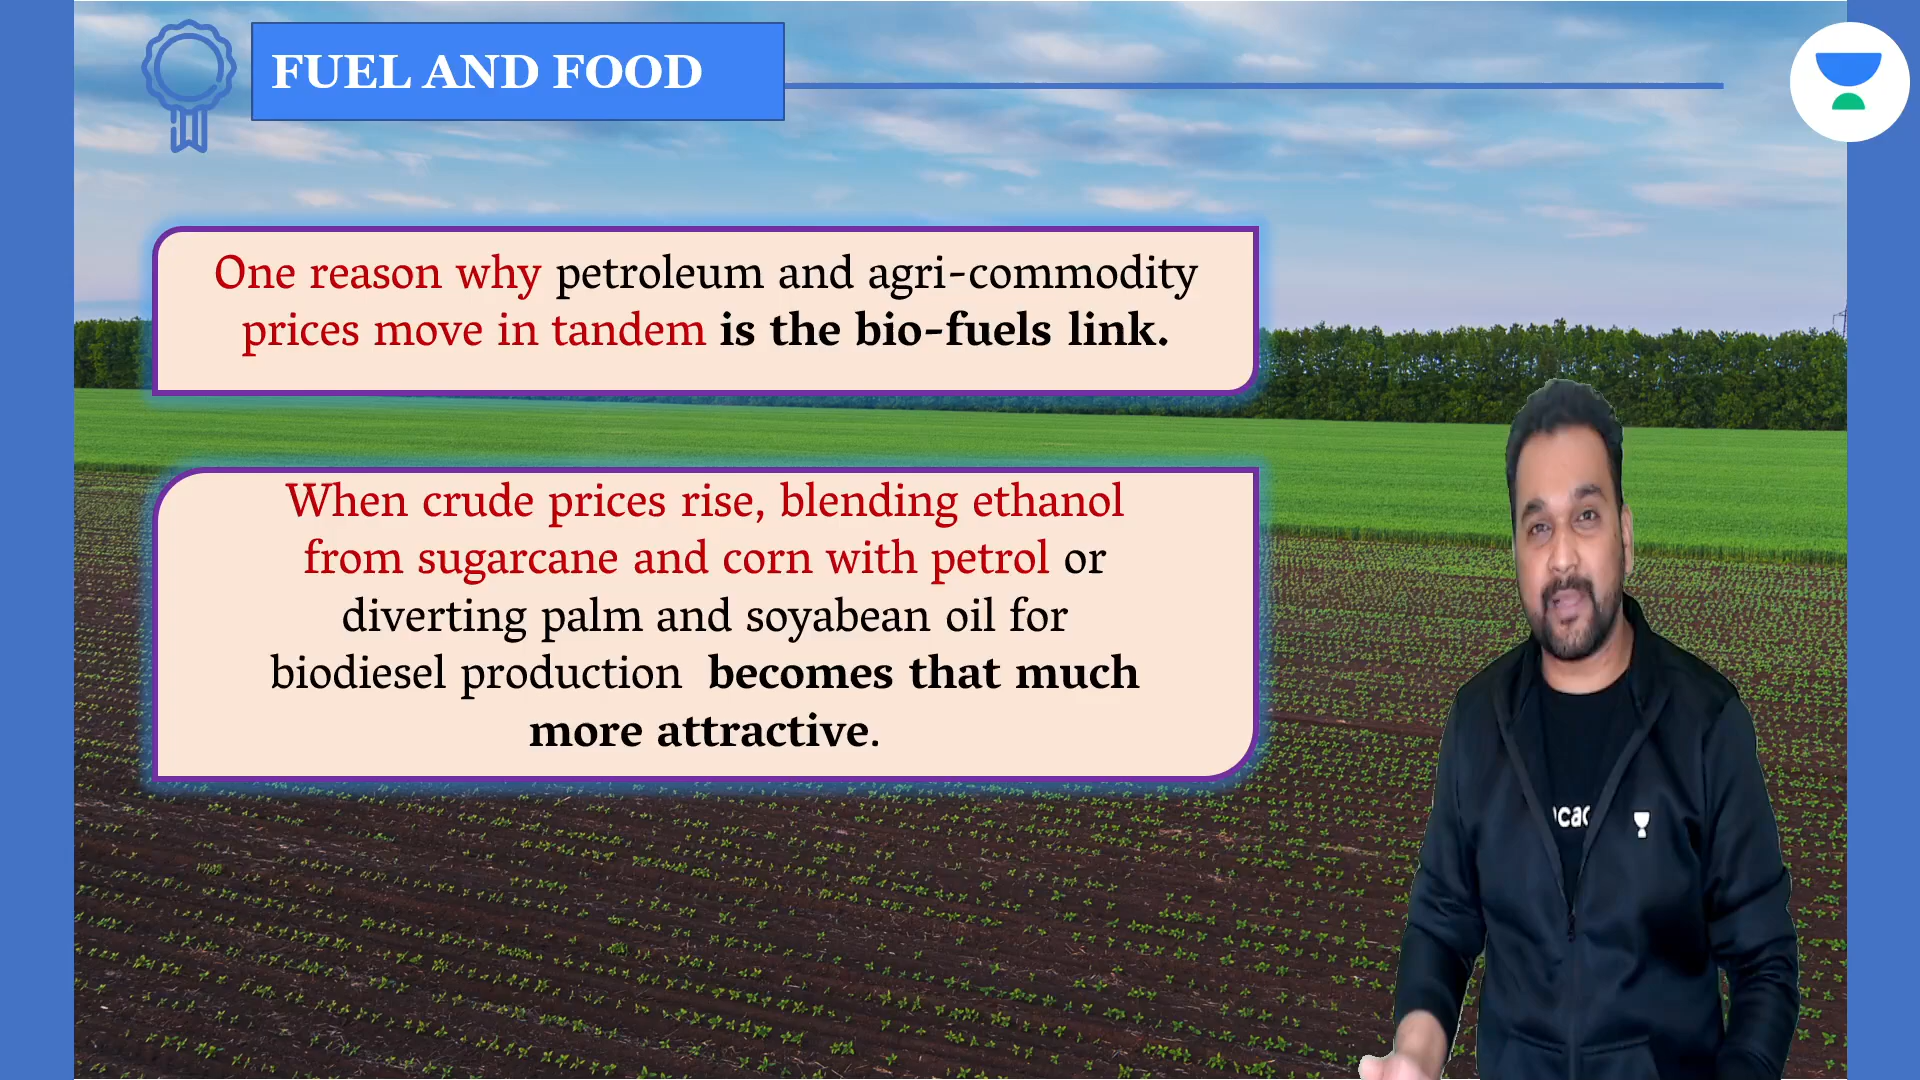 FUEL AND FOOD
One reason why petroleum and agri-commodity
prices move in tandem is the bio-fuels link.
When crude prices rise, blending ethanol
from sugarcane and corn with petrol or
diverting palm and soyabean oil for
biodiesel production becomes that much
more attractive.